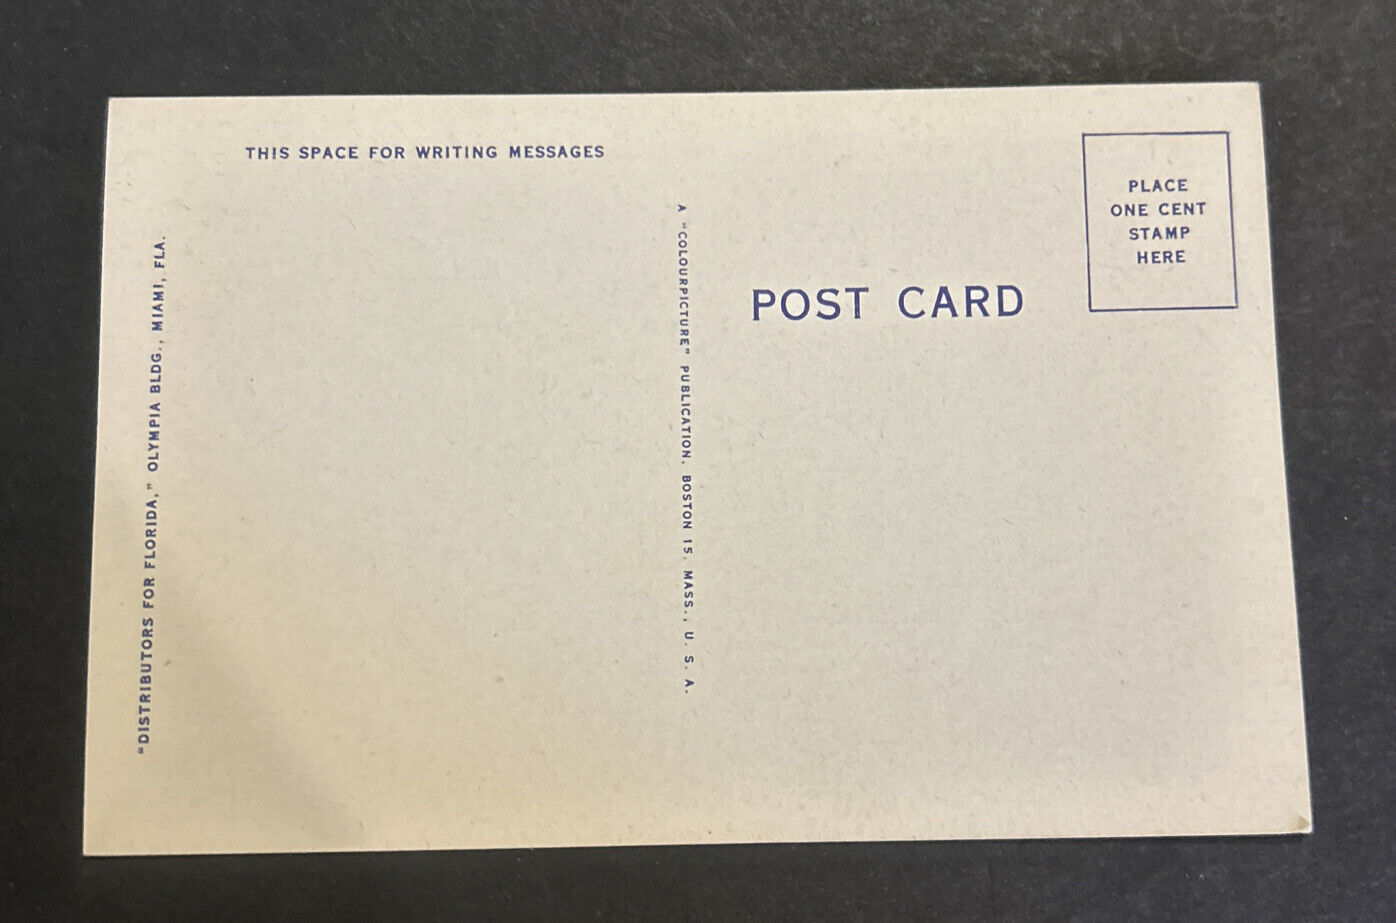 THIS SPACE FOR WRITING MESSAGES
"DISTRIBUTORS FOR FLORIDA," OLYMPIA BLDG., MIAMI, FLA.
A "COLOURPICTURE" PUBLICATION, BOSTON 15, MASS., U. S. A.
POST CARD
PLACE
ONE CENT
STAMP
HERE